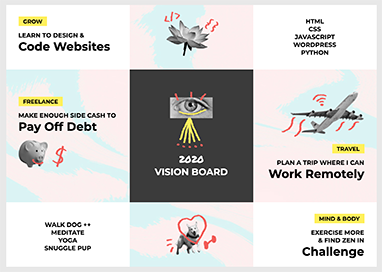 GROW
LEARN TO DESIGN &
Code Websites
HTML
CSS
JAVASCRIPT
WORDPRESS
PYTHON
FREELANCE
MAKE ENOUGH SIDE CASH TO
Pay Off Debt
$
2020
VISION BOARD
TRAVEL
PLAN A TRIP WHERE I CAN
Work Remotely
WALK DOG ++
MEDITATE
YOGA
SNUGGLE PUP
MIND & BODY
EXERCISE MORE
& FIND ZEN IN
Challenge